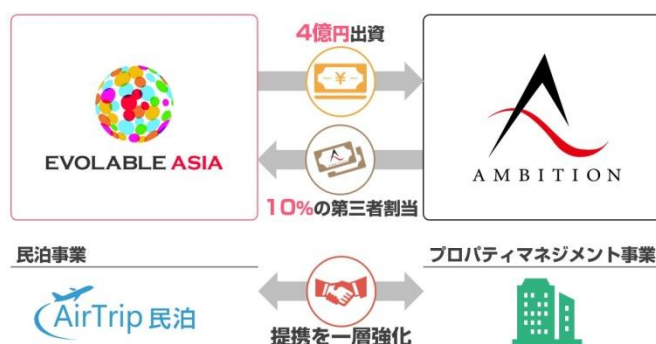 4億円出資
¥
EVOLABLE ASIA
AMBITION
10%の第三者割当
民泊事業
プロパティマネジメント事業
AirTrip 民泊
提携を一層強化